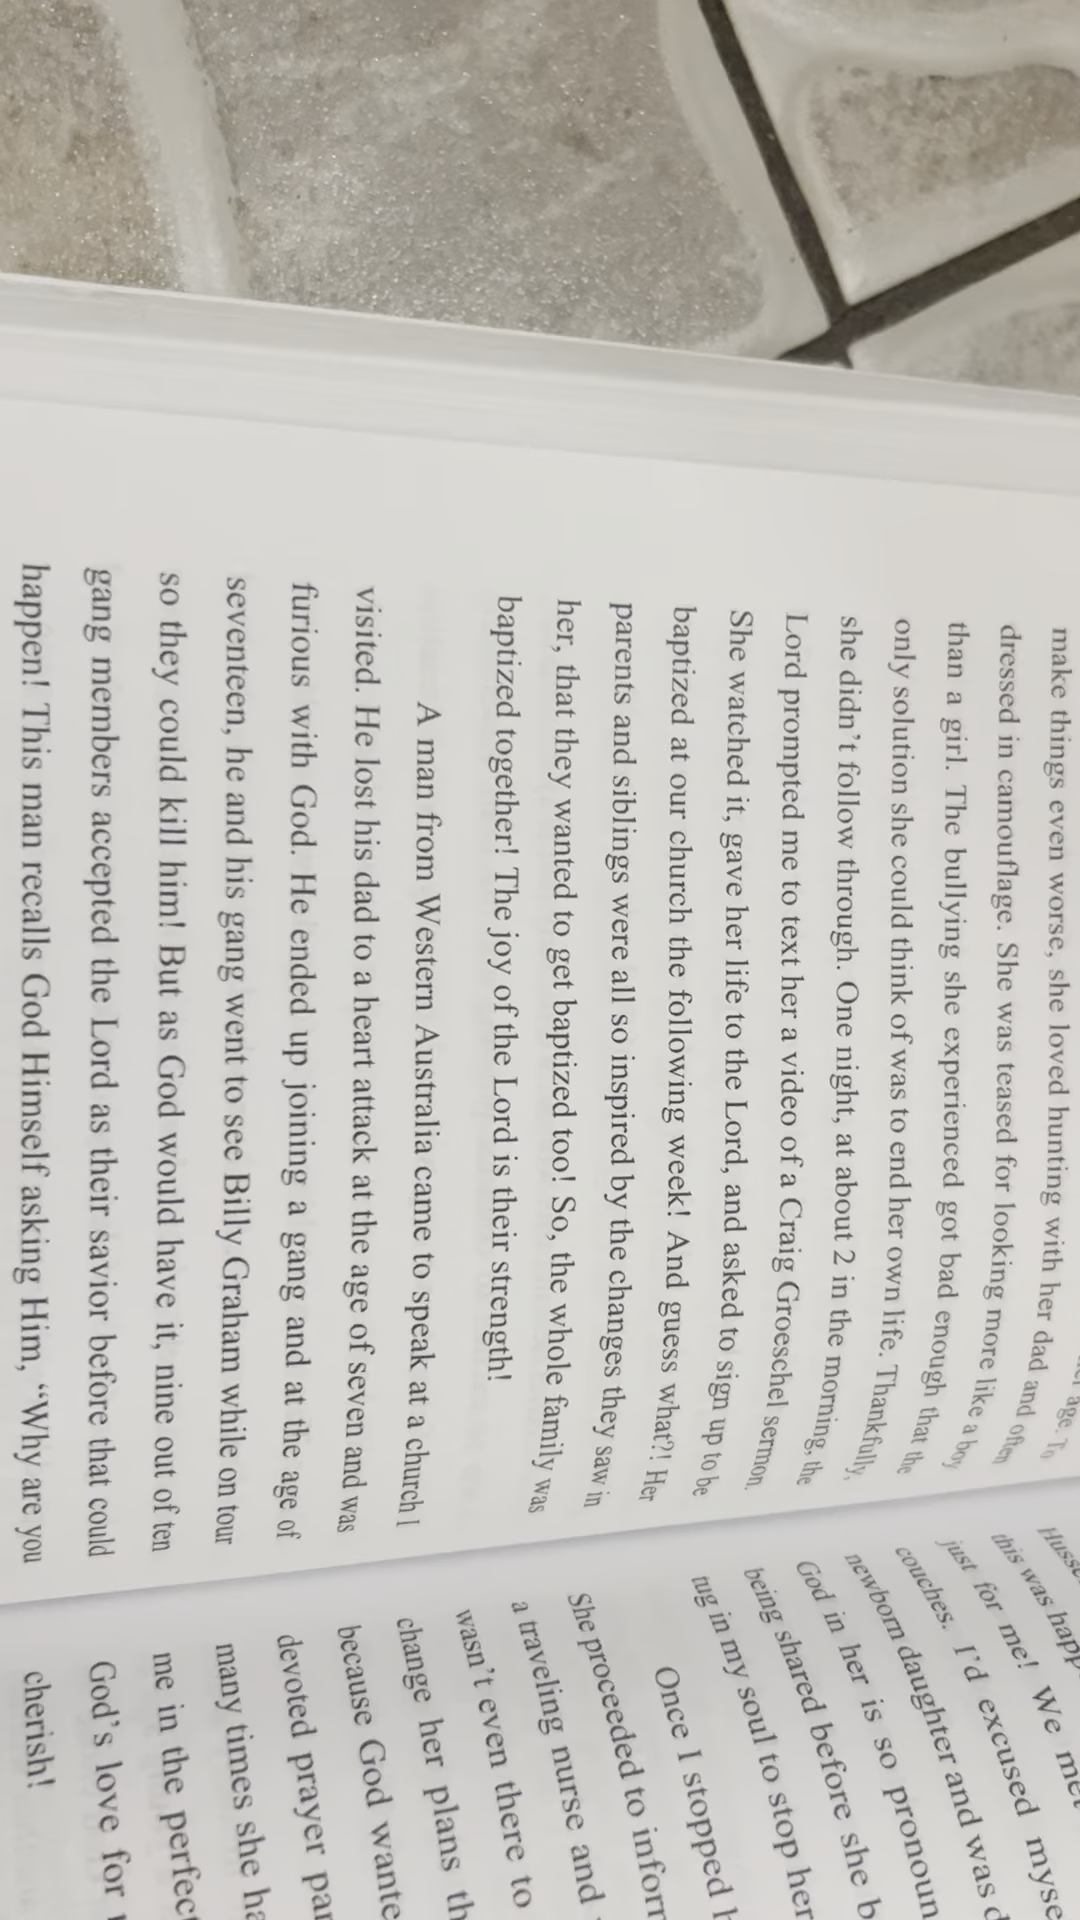 age. To
make things even worse, she loved hunting with her dad and often
dressed in camouflage. She was teased for looking more like a boy
than a girl. The bullying she experienced got bad enough that the
only solution she could think of was to end her own life. Thankfully,
she didn't follow through. One night, at about 2 in the morning, the
Lord prompted me to text her a video of a Craig Groeschel sermon.
She watched it, gave her life to the Lord, and asked to sign up to be
baptized at our church the following week! And guess what?! Her
parents and siblings were all so inspired by the changes they saw in
her, that they wanted to get baptized too! So, the whole family was
baptized together! The joy of the Lord is their strength!
A man from Western Australia came to speak at a church I
visited. He lost his dad to a heart attack at the age of seven and was
furious with God. He ended up joining a gang and at the age of
seventeen, he and his gang went to see Billy Graham while on tour
so they could kill him! But as God would have it, nine out of ten
gang members accepted the Lord as their savior before that could
happen! This man recalls God Himself asking Him, “Why are you
this was
just for me! We
couches. I'd excused
newborn daughter and was
God in her is so
being shared before she
tug in my soul to stop her
Once I stopped
She proceeded to
a traveling nurse and
wasn't even there to
change her plans
because God
devoted prayer
many times she
me in the
God's love for
cherish!